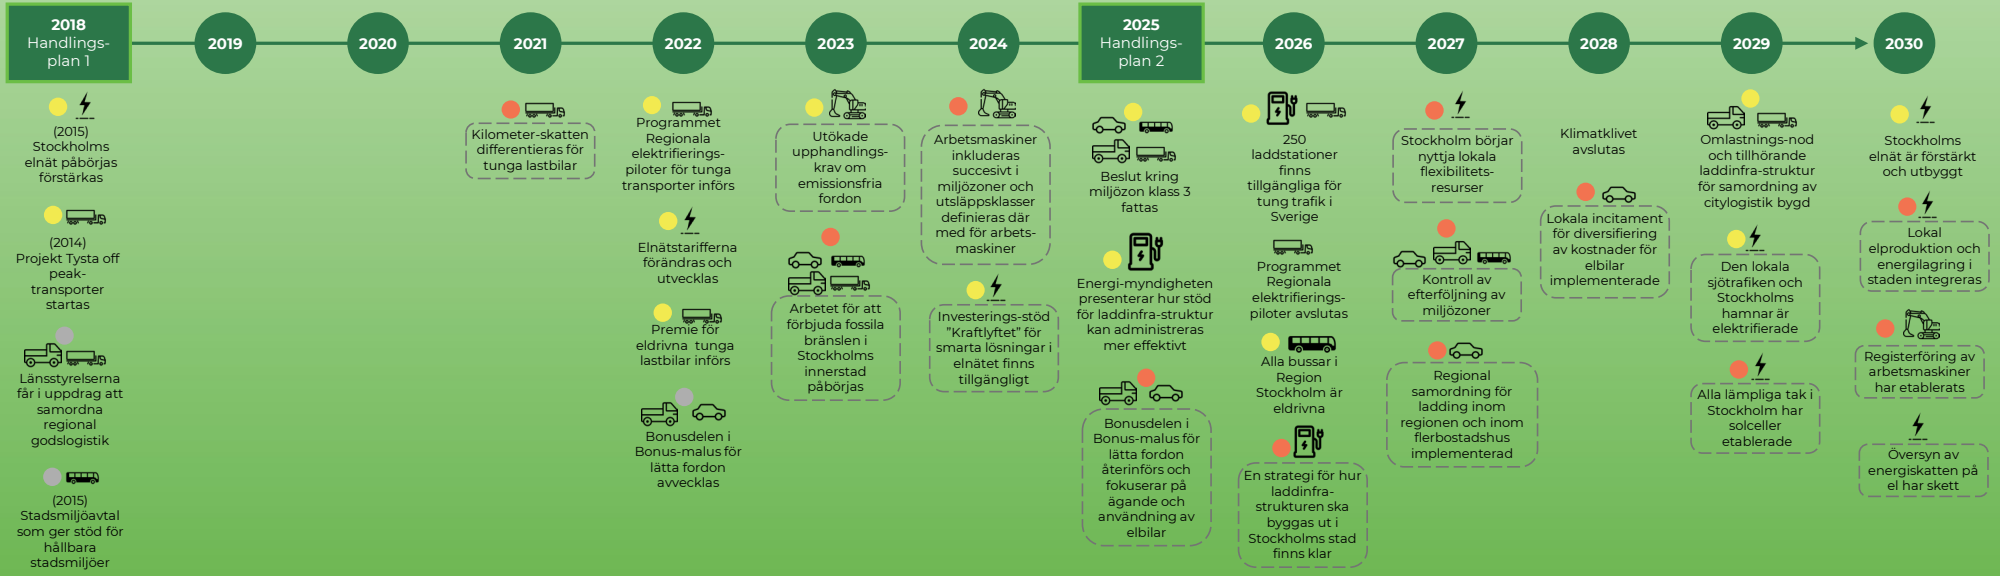 2018
Handlings-
plan 1
2019
2020
2021
2022
2023
2024
2025
Handlings-
plan 2
2026
2027
2028
2029
2030
(2015)
Stockholms
elnät påbörjas
förstärkas
(2014)
Projekt Tysta off
peak-
transporter
startas
Länsstyrelserna
får i uppdrag att
samordna
regional
godslogistik
(2015)
Stadsmiljöavtal
som ger stöd för
hållbara
stadsmiljöer
Kilometer-skatten
differentieras för
tunga lastbilar
Programmet
Regionala
elektrifierings-
piloter för tunga
transporter införs
Elnätstarifferna
förändras och
utvecklas
Premie för
eldrivna tunga
lastbilar införs
Bonusdelen i
Bonus-malus för
lätta fordon
avvecklas
Utökade
upphandlings-
krav om
emissionsfria
fordon
Arbetet för att
förbjuda fossila
bränslen i
Stockholms
innerstad
påbörjas
Arbetsmaskiner
inkluderas
succesivt i
miljözoner och
utsläppsklasser
definieras där
med för arbets-
maskiner
Investerings-stöd
"Kraftlyftet" för
smarta lösningar i
elnätet finns
tillgängligt
Beslut kring
miljözon klass 3
fattas
Energi-myndigheten
presenterar hur stöd
för laddinfra-struktur
kan administreras
mer effektivt
Bonusdelen i
Bonus-malus för
lätta fordon
återinförs och
fokuserar på
ägande och
användning av
elbilar
250
laddstationer
finns
tillgängliga för
tung trafik i
Sverige
Programmet
Regionala
elektrifierings-
piloter avslutas
Alla bussar i
Region
Stockholm är
eldrivna
En strategi för hur
laddinfra-
strukturen ska
byggas ut i
Stockholms stad
finns klar
Stockholm börjar
nyttja lokala
flexibilitets-
resurser
Kontroll av
efterföljning av
miljözoner
Regional
samordning för
ladding inom
regionen och inom
flerbostadshus
implementerad
Klimatklivet
avslutas
Lokala incitament
för diversifiering
av kostnader för
elbilar
implementerade
Omlastnings-nod
och tillhörande
laddinfra-struktur
för samordning av
citylogistik bygd
Den lokala
sjötrafiken och
Stockholms
hamnar är
elektrifierade
Alla lämpliga tak i
Stockholm har
solceller
etablerade
Stockholms
elnät är förstärkt
och utbyggt
Lokal
elproduktion och
energilagring i
staden integreras
Registerföring av
arbetsmaskiner
har etablerats
Översyn av
energiskatten på
el har skett